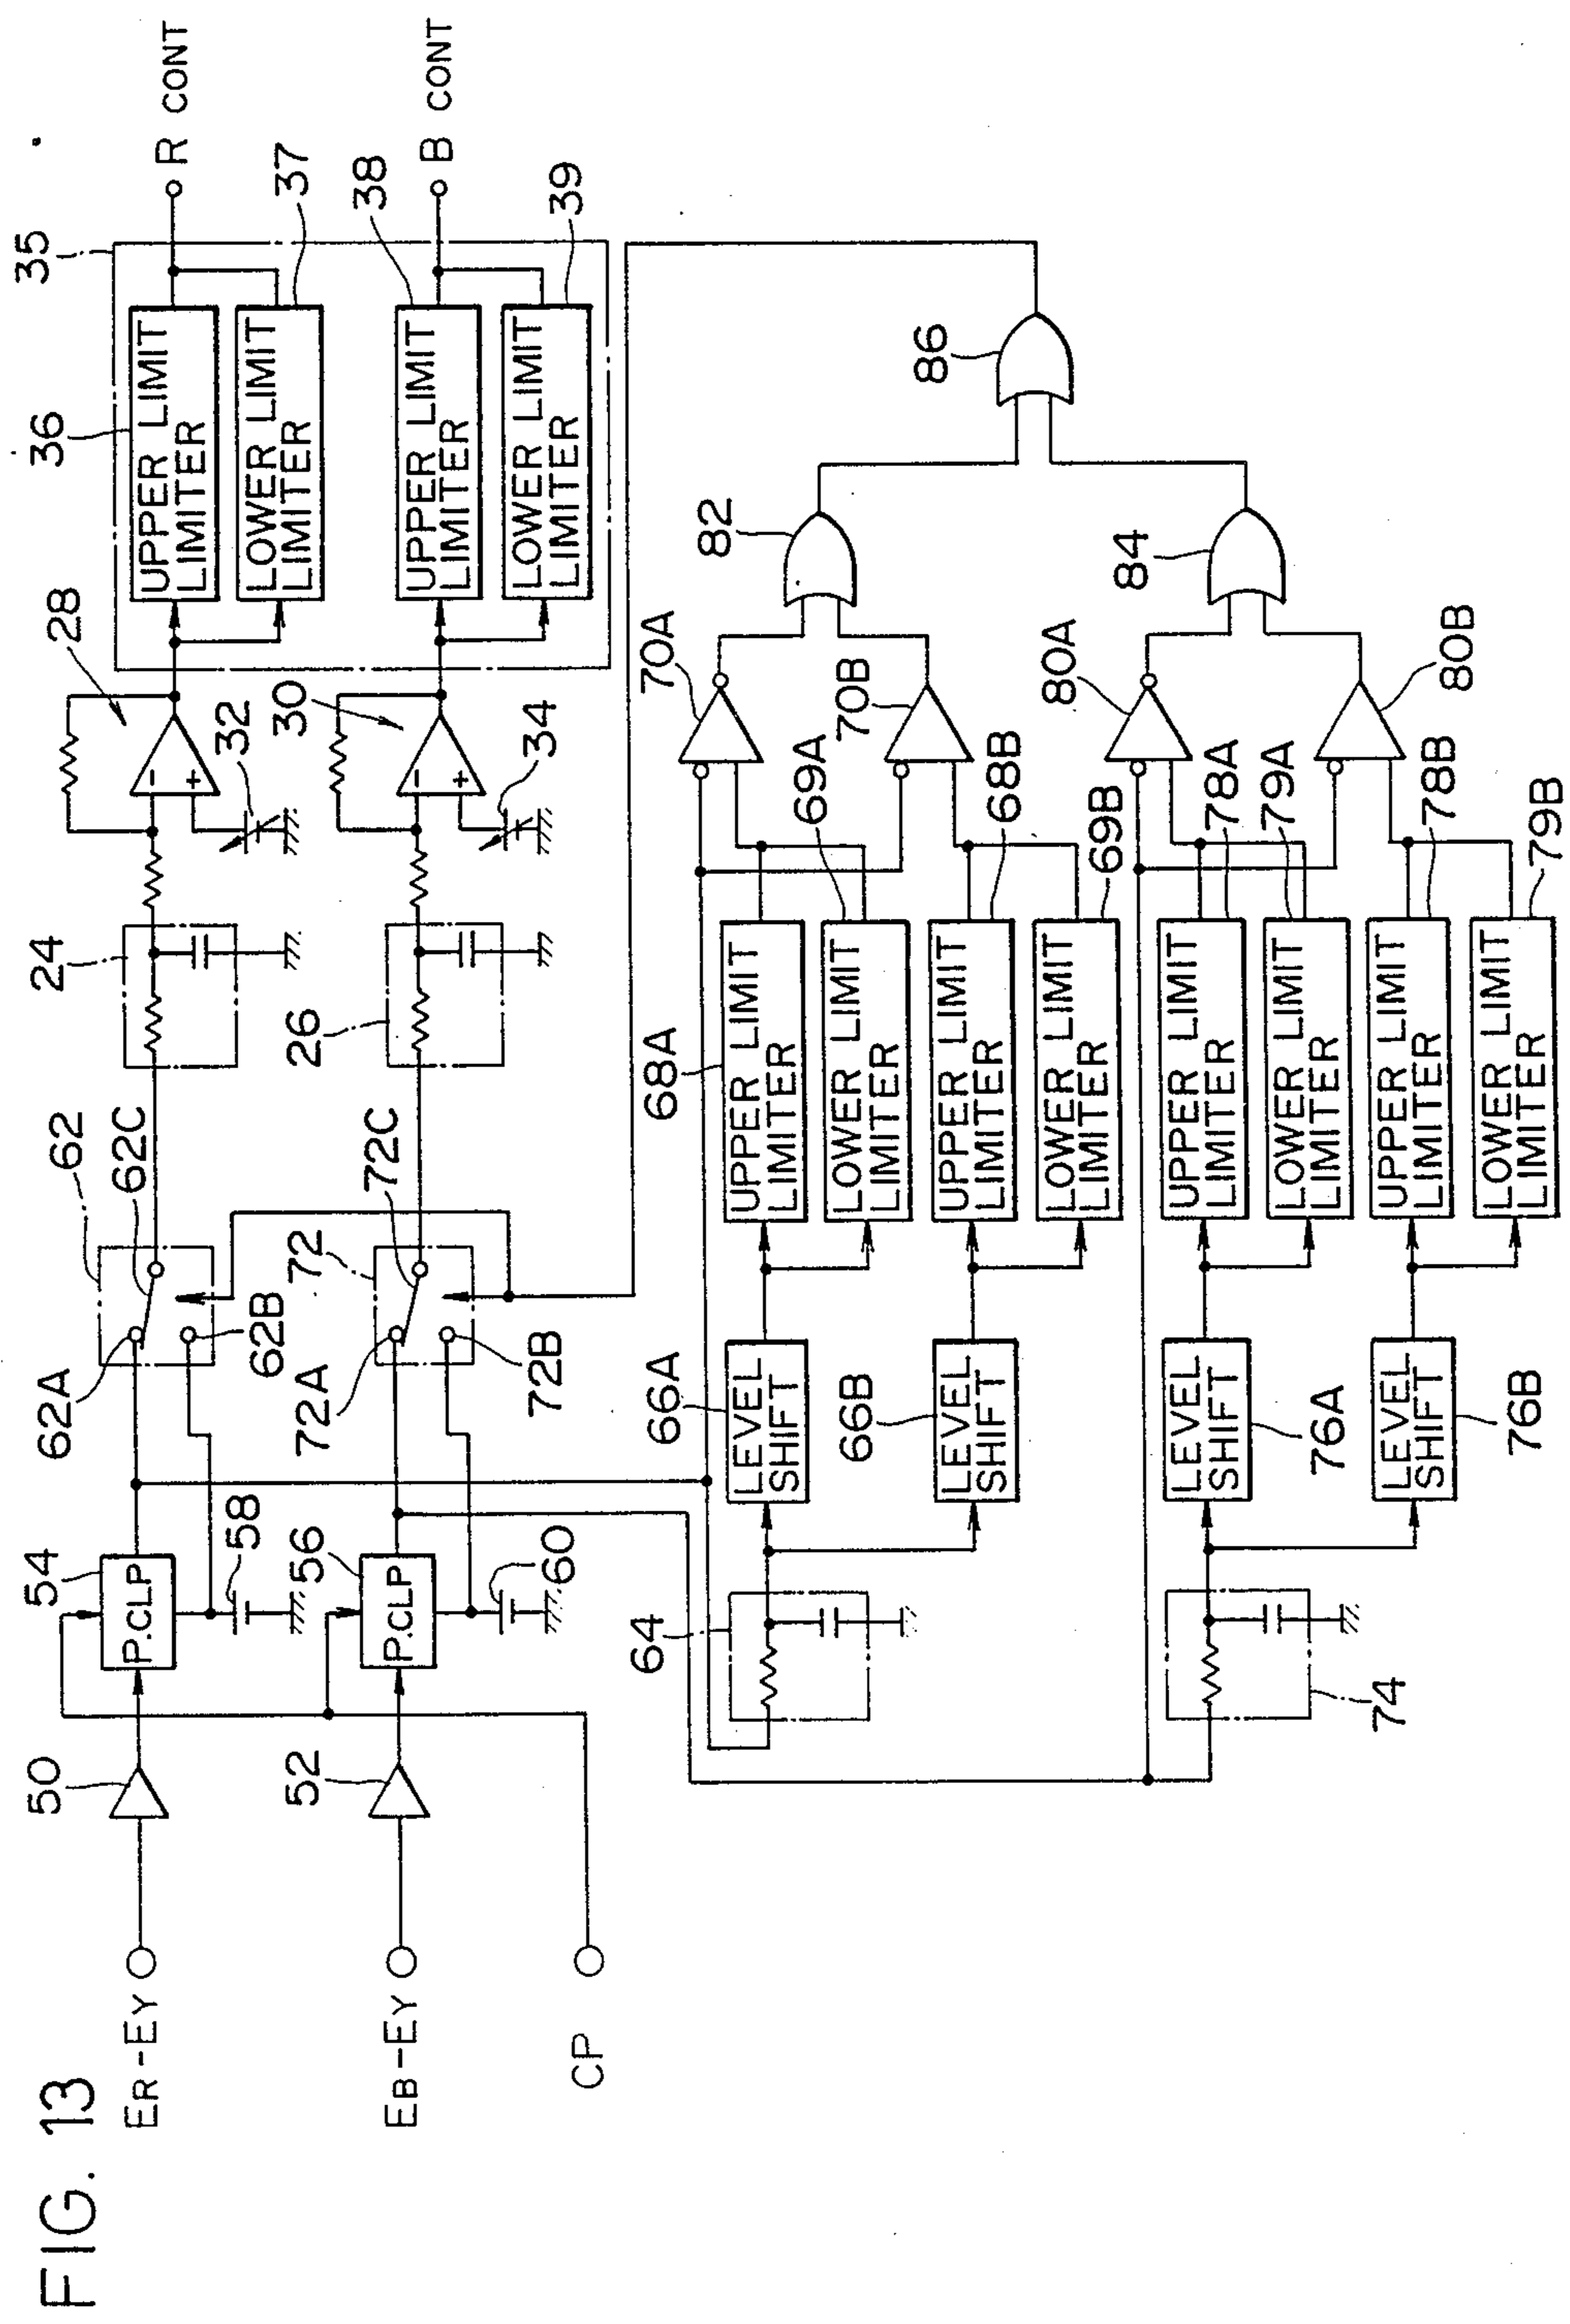 FIG. 13
ER-EY
EB-EY
CP
50
52
54
P.CLP
56
P.CLP
58
60
62
62A
62B
62C
72
72A
72B
72C
24
26
28
30
32
34
-
+
-
+
35
36
UPPER LIMIT
LIMITER
37
LOWER LIMIT
LIMITER
38
UPPER LIMIT
LIMITER
39
LOWER LIMIT
LIMITER
R CONT
B CONT
64
66A
LEVEL
SHIFT
66B
LEVEL
SHIFT
68A
UPPER LIMIT
LIMITER
69A
LOWER LIMIT
LIMITER
68B
UPPER LIMIT
LIMITER
69B
LOWER LIMIT
LIMITER
70A
70B
82
86
74
76A
LEVEL
SHIFT
76B
LEVEL
SHIFT
78A
UPPER LIMIT
LIMITER
79A
LOWER LIMIT
LIMITER
78B
UPPER LIMIT
LIMITER
79B
LOWER LIMIT
LIMITER
80A
80B
84